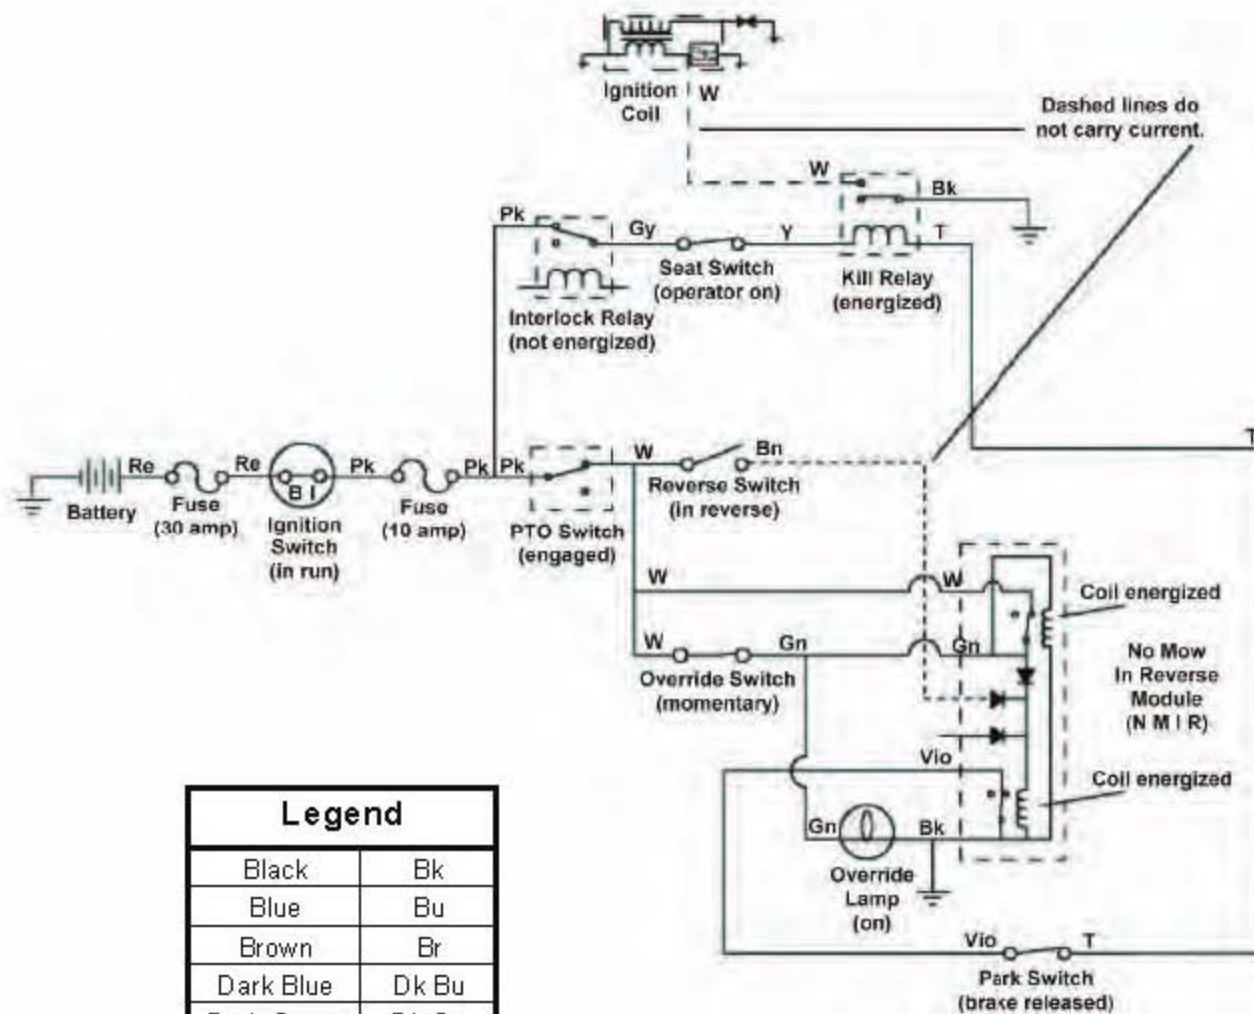 Ignition
Coil
W
Dashed lines do
not carry current.
W
Bk
Pk
Gy
Y
T
Seat Switch
(operator on)
Kill Relay
(energized)
Interlock Relay
(not energized)
T
Re
Re
Pk
Pk
Pk
W
Bn
B I
Battery
Fuse
(30 amp)
Ignition
Switch
(in run)
Fuse
(10 amp)
PTO Switch
(engaged)
Reverse Switch
(in reverse)
W
W
Coil energized
W
Gn
Gn
Override Switch
(momentary)
No Mow
In Reverse
Module
(N M I R)
Vio
Coil energized
Gn
Bk
Override
Lamp
(on)
Vio
T
Park Switch
(brake released)
Legend
Black Bk
Blue Bu
Brown Br
Dark Blue Dk Bu